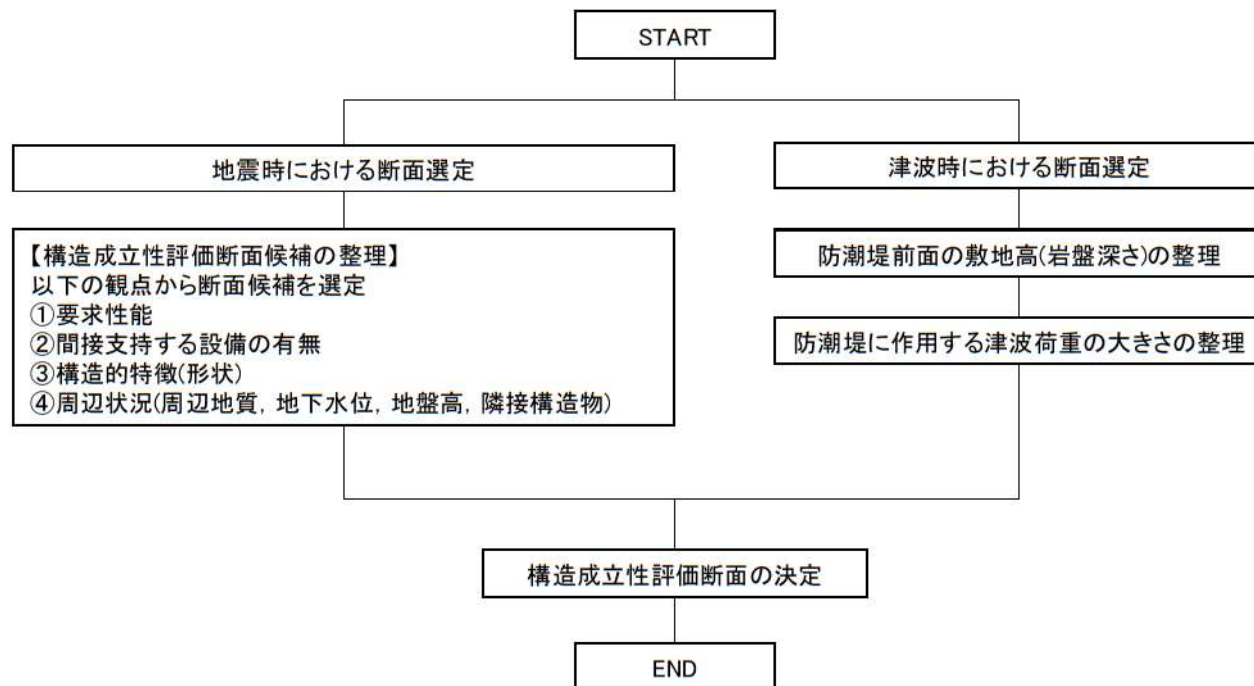 START
地震時における断面選定
【構造成立性評価断面候補の整理】
以下の観点から断面候補を選定
①要求性能
②間接支持する設備の有無
③構造的特徴(形状)
④周辺状況(周辺地質，地下水位，地盤高，隣接構造物)
津波時における断面選定
防潮堤前面の敷地高(岩盤深さ)の整理
防潮堤に作用する津波荷重の大きさの整理
構造成立性評価断面の決定
END